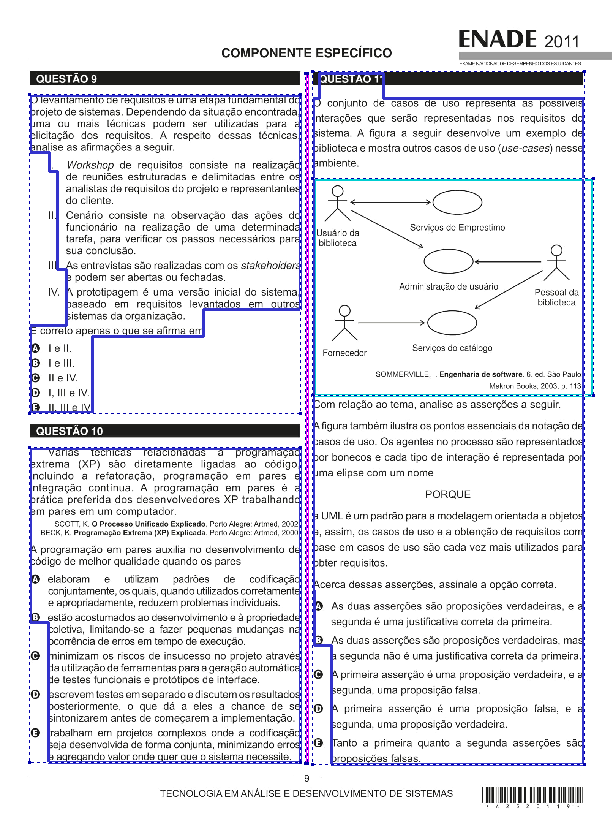 ENADE 2011
EXAME NACIONAL DE DESEMPENHO DOS ESTUDANTES
COMPONENTE ESPECÍFICO
QUESTÃO 9
O levantamento de requisitos é uma etapa fundamental do
projeto de sistemas. Dependendo da situação encontrada,
uma ou mais técnicas podem ser utilizadas para a
elicitação dos requisitos. A respeito dessas técnicas,
analise as afirmações a seguir.
Workshop de requisitos consiste na realização
de reuniões estruturadas e delimitadas entre os
analistas de requisitos do projeto e representantes
do cliente.
II. Cenário consiste na observação das ações do
funcionário na realização de uma determinada
tarefa, para verificar os passos necessários para
sua conclusão.
III. As entrevistas são realizadas com os stakeholders
e podem ser abertas ou fechadas.
IV. A prototipagem é uma versão inicial do sistema,
baseado em requisitos levantados em outros
sistemas da organização.
É correto apenas o que se afirma em
A I e II.
B I e III.
C II e IV.
D I, III e IV.
E II, III e IV.
QUESTÃO 10
Várias técnicas relacionadas à programação
extrema (XP) são diretamente ligadas ao código,
incluindo a refatoração, programação em pares e
integração contínua. A programação em pares é a
prática preferida dos desenvolvedores XP trabalhando
em pares em um computador.
SCOTT, K. O Processo Unificado Explicado. Porto Alegre: Artmed, 2002.
BECK, K. Programação Extrema (XP) Explicada. Porto Alegre: Artmed, 2000.
A programação em pares auxilia no desenvolvimento de
código de melhor qualidade quando os pares
A elaboram e utilizam padrões de codificação
conjuntamente, os quais, quando utilizados corretamente
e apropriadamente, reduzem problemas individuais.
B estão acostumados ao desenvolvimento e à propriedade
coletiva, limitando-se a fazer pequenas mudanças na
ocorrência de erros em tempo de execução.
C minimizam os riscos de insucesso no projeto através
da utilização de ferramentas para a geração automática
de testes funcionais e protótipos de interface.
D escrevem testes em separado e discutem os resultados
posteriormente, o que dá a eles a chance de se
sintonizarem antes de começarem a implementação.
E trabalham em projetos complexos onde a codificação
seja desenvolvida de forma conjunta, minimizando erros
e agregando valor onde quer que o sistema necessite.
QUESTÃO 11
O conjunto de casos de uso representa as possíveis
interações que serão representadas nos requisitos do
sistema. A figura a seguir desenvolve um exemplo de
biblioteca e mostra outros casos de uso (use-cases) nesse
ambiente.
Usuário da
biblioteca
Serviços de Empréstimo
Administração de usuário
Pessoal da
biblioteca
Fornecedor
Serviços do catálogo
SOMMERVILLE, I. Engenharia de software. 6. ed. São Paulo:
Makron Books, 2003, p. 113.
Com relação ao tema, analise as asserções a seguir.
A figura também ilustra os pontos essenciais da notação de
casos de uso. Os agentes no processo são representados
por bonecos e cada tipo de interação é representada por
uma elipse com um nome
PORQUE
a UML é um padrão para a modelagem orientada a objetos
e, assim, os casos de uso e a obtenção de requisitos com
base em casos de uso são cada vez mais utilizados para
obter requisitos.
Acerca dessas asserções, assinale a opção correta.
A As duas asserções são proposições verdadeiras, e a
segunda é uma justificativa correta da primeira.
B As duas asserções são proposições verdadeiras, mas
a segunda não é uma justificativa correta da primeira.
C A primeira asserção é uma proposição verdadeira, e a
segunda, uma proposição falsa.
D A primeira asserção é uma proposição falsa, e a
segunda, uma proposição verdadeira.
E Tanto a primeira quanto a segunda asserções são
proposições falsas.
9
TECNOLOGIA EM ANÁLISE E DESENVOLVIMENTO DE SISTEMAS